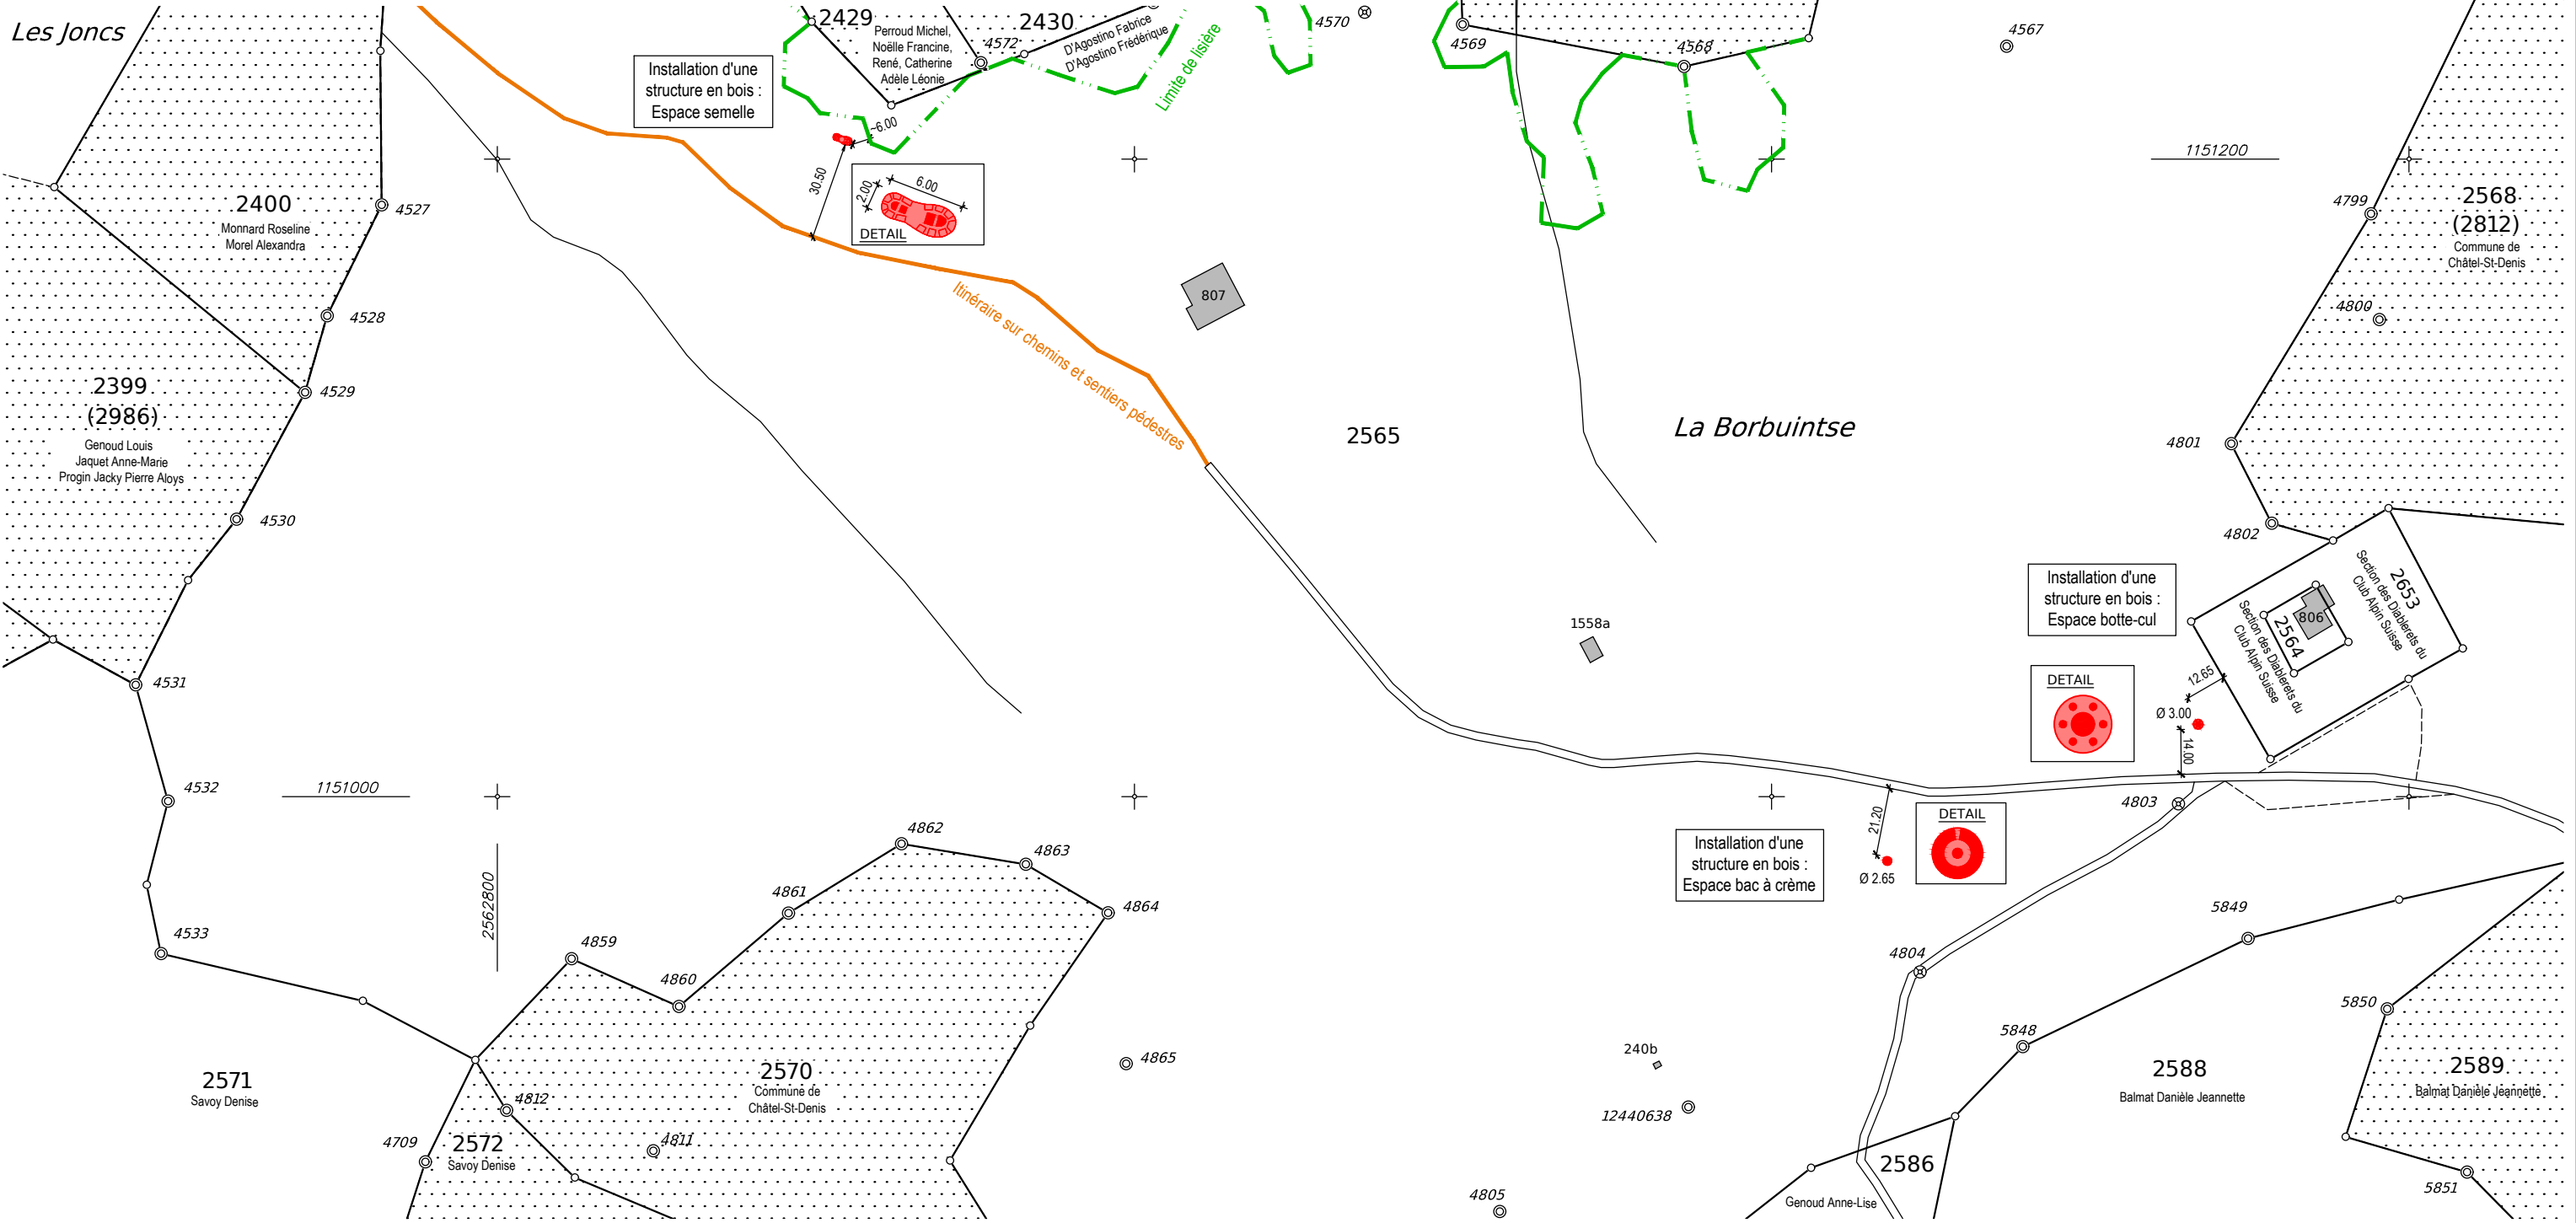 Les Joncs
2429
Perroud Michel,
Noëlle Francine,
René, Catherine
Adèle Léonie
4572
2430
D'Agostino Fabrice
D'Agostino Frédérique
Limite de lisière
4570
4569
4568
4567
Installation d'une
structure en bois :
Espace semelle
~6.00
30.50
2.00
6.00
DETAIL
1151200
4799
2568
(2812)
Commune de
Châtel-St-Denis
4800
2400
Monnard Roseline
Morel Alexandra
4527
4528
4529
2399
(2986)
Genoud Louis
Jaquet Anne-Marie
Progin Jacky Pierre Aloys
4530
807
Itinéraire sur chemins et sentiers pédestres
2565
La Borbuintse
4801
4802
Installation d'une
structure en bois :
Espace botte-cul
2653
Section des Diablerets du
Club Alpin Suisse
806
2564
Section des Diablerets du
Club Alpin Suisse
1558a
4531
DETAIL
12.65
Ø 3.00
14.00
4532
1151000
4803
21.20
DETAIL
Installation d'une
structure en bois :
Espace bac à crème
Ø 2.65
2562800
4862
4863
4861
4864
4533
4859
4860
5849
4804
5850
5848
240b
4865
2571
Savoy Denise
2570
Commune de
Châtel-St-Denis
2588
Balmat Danièle Jeannette
2589
Balmat Danièle Jeannette
4812
12440638
4709
2572
Savoy Denise
4811
2586
Genoud Anne-Lise
4805
5851